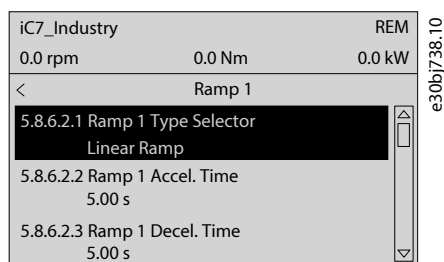 iC7_Industry REM
0.0 rpm 0.0 Nm 0.0 kW
< Ramp 1
5.8.6.2.1 Ramp 1 Type Selector
Linear Ramp
5.8.6.2.2 Ramp 1 Accel. Time
5.00 s
5.8.6.2.3 Ramp 1 Decel. Time
5.00 s
e30bj738.10